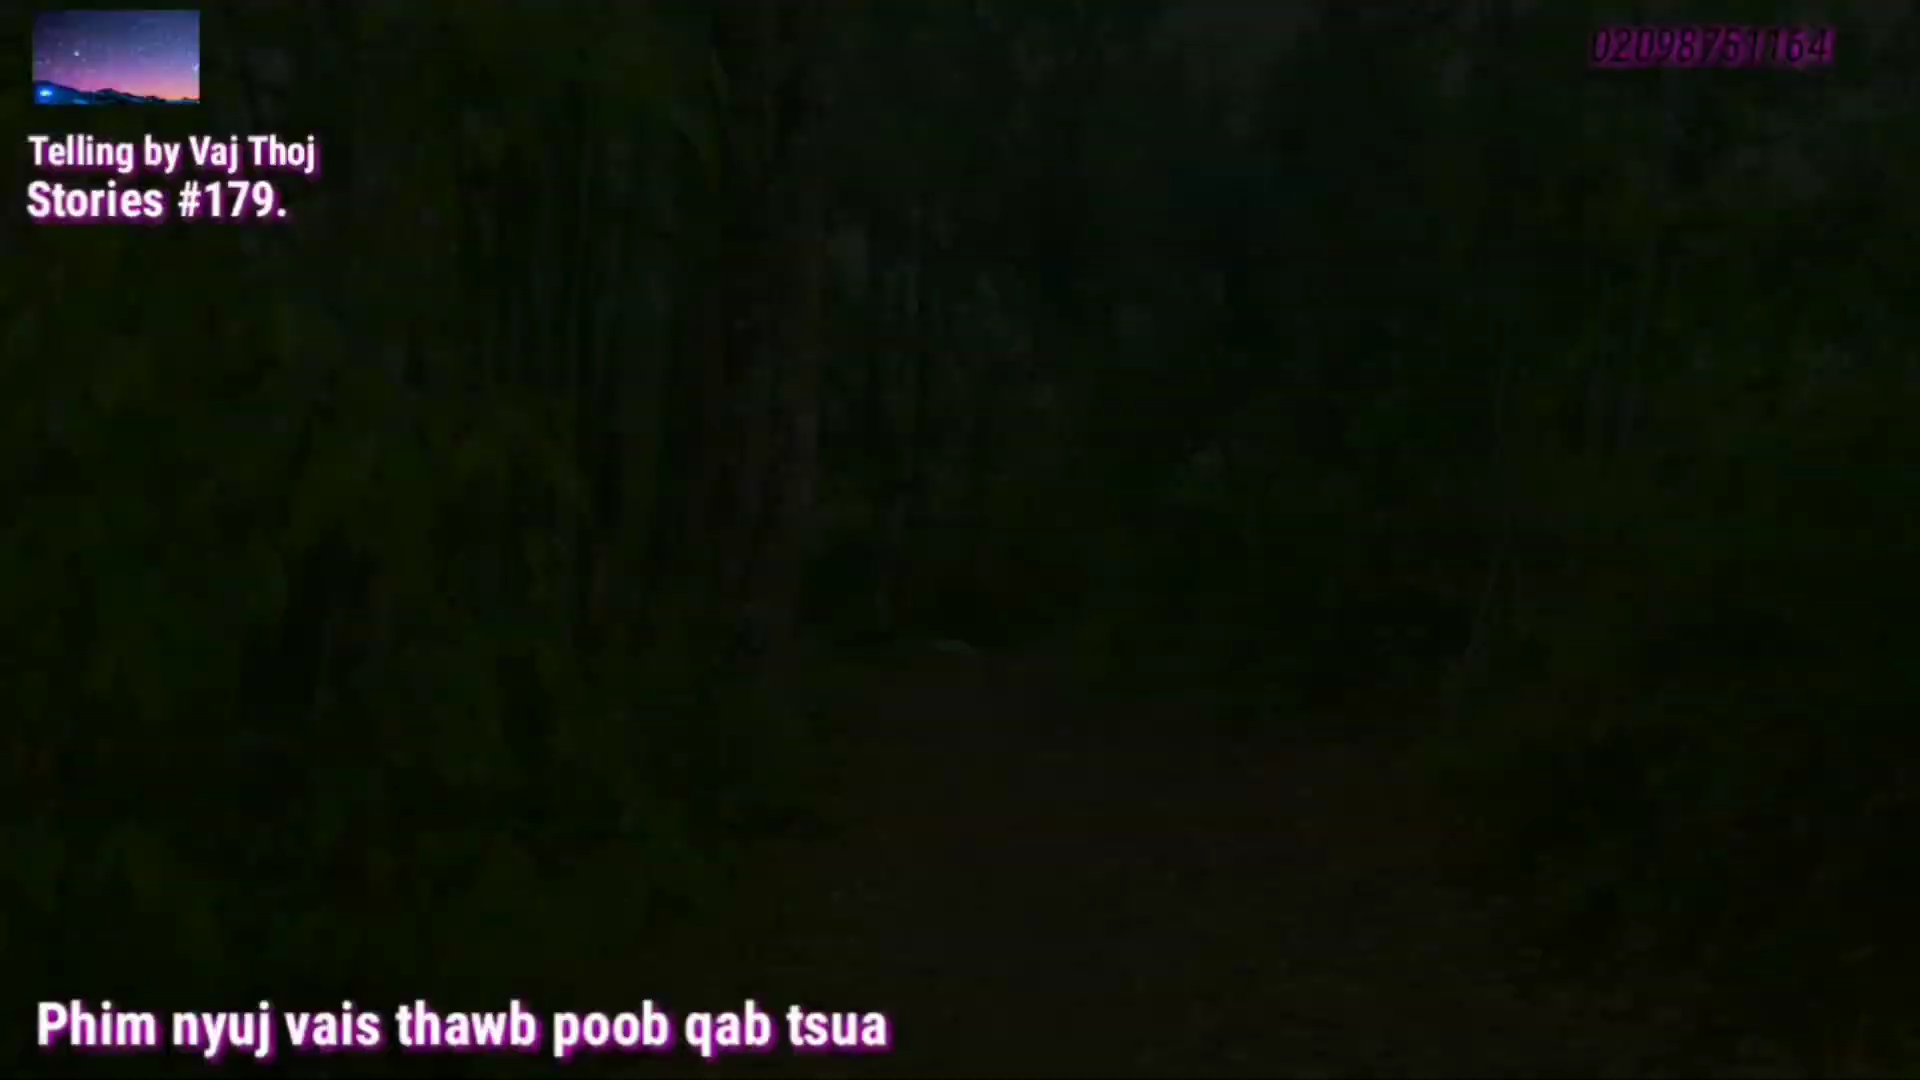 02098751164
Telling by Vaj Thoj
Stories #179.
Phim nyuj vais thawb poob qab tsua